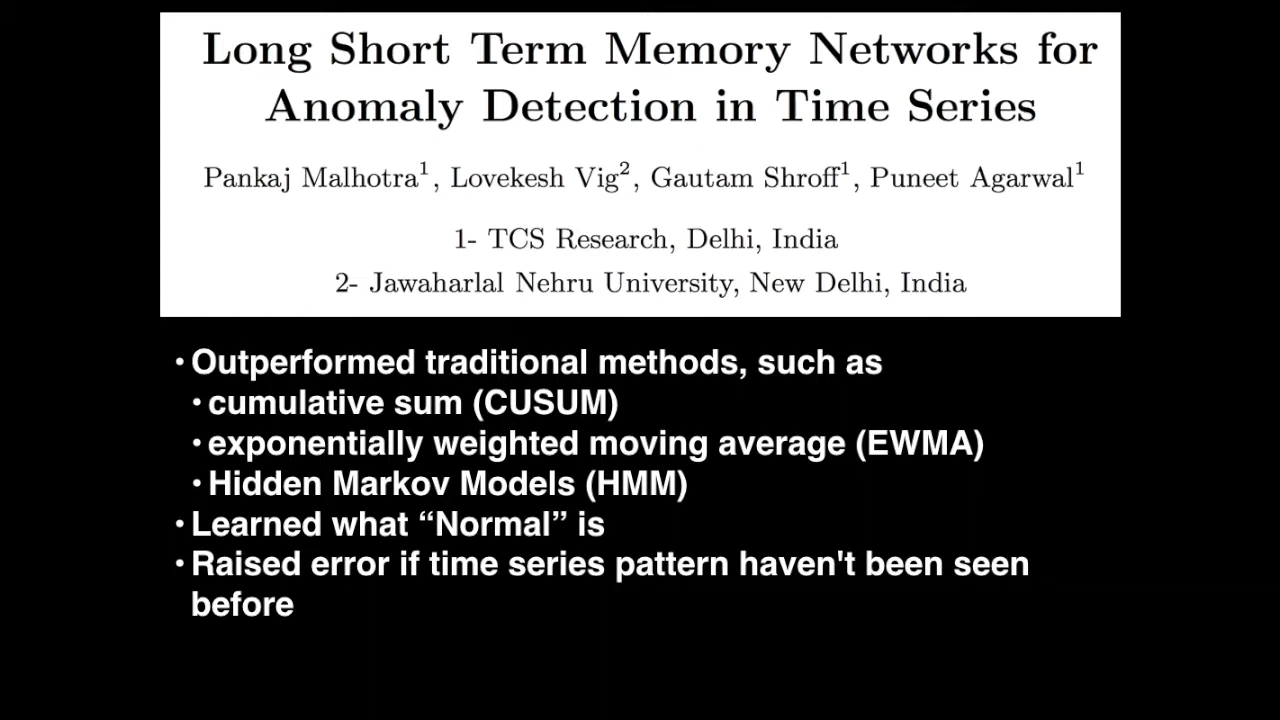 Long Short Term Memory Networks for
Anomaly Detection in Time Series
Pankaj Malhotra1, Lovekesh Vig2, Gautam Shroff1, Puneet Agarwal1
1- TCS Research, Delhi, India
2- Jawaharlal Nehru University, New Delhi, India
• Outperformed traditional methods, such as
• cumulative sum (CUSUM)
• exponentially weighted moving average (EWMA)
• Hidden Markov Models (HMM)
• Learned what “Normal” is
• Raised error if time series pattern haven't been seen
before